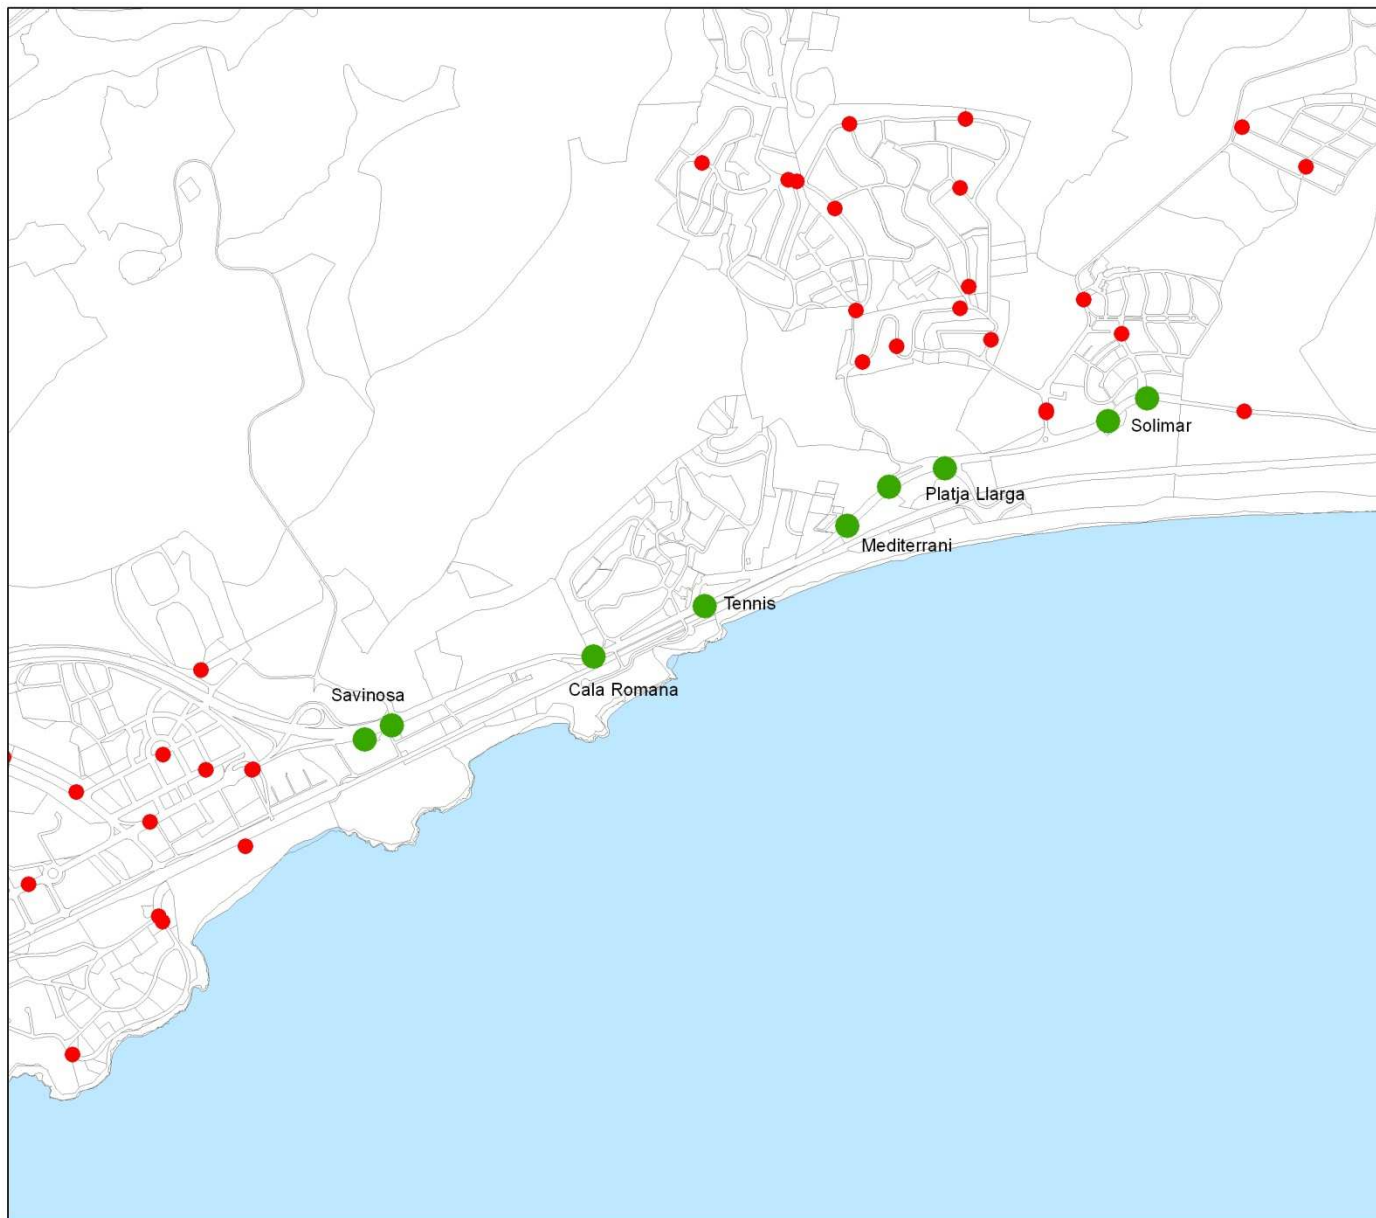 Solimar
Platja Llarga
Mediterrani
Tennis
Cala Romana
Savinosa